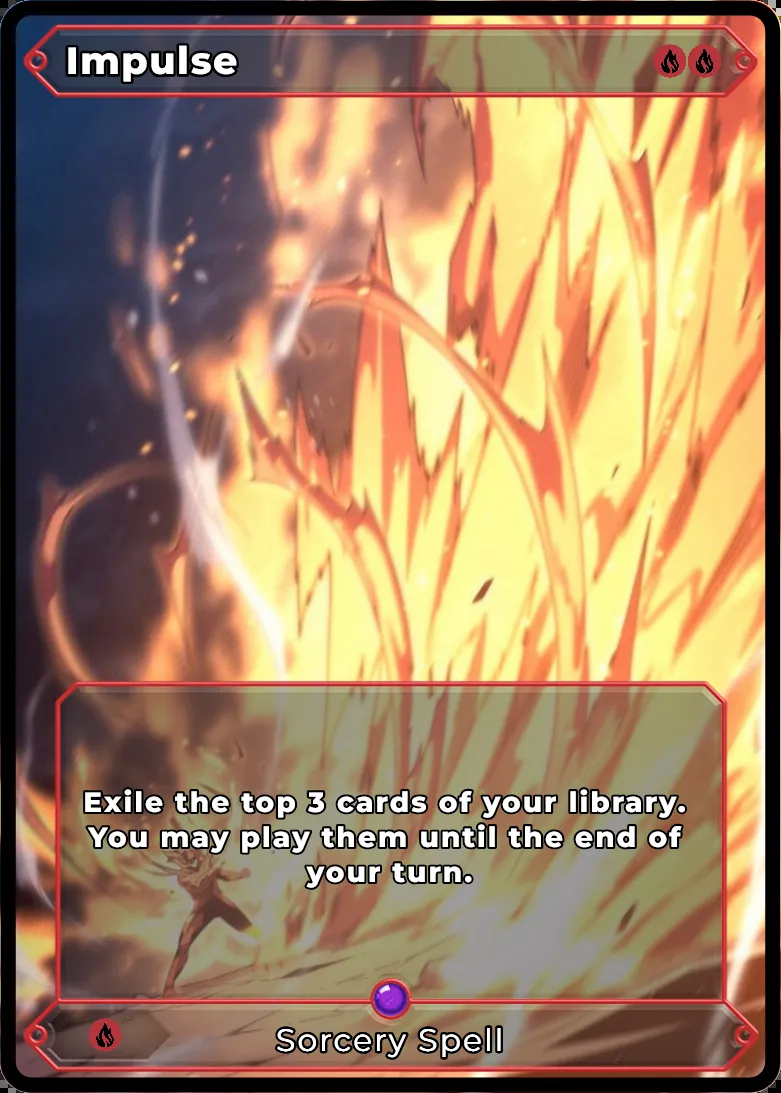 Impulse
Exile the top 3 cards of your library.
You may play them until the end of
your turn.
Sorcery Spell